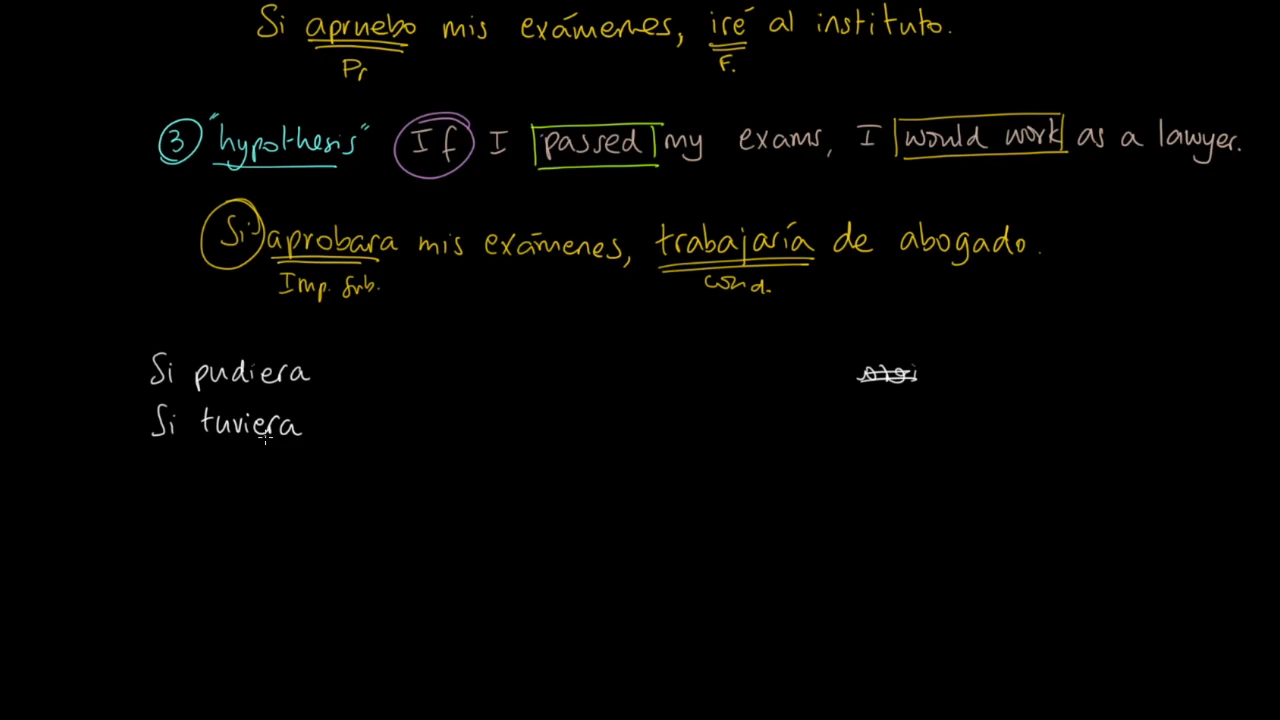 Si apruebo mis exámenes, iré al instituto.
Pr F.
③ "hypothesis" If I passed my exams, I would work as a lawyer.
Si aprobara mis exámenes, trabajaría de abogado.
Imp. Sub. Cond.
Si pudiera
Si tuviera